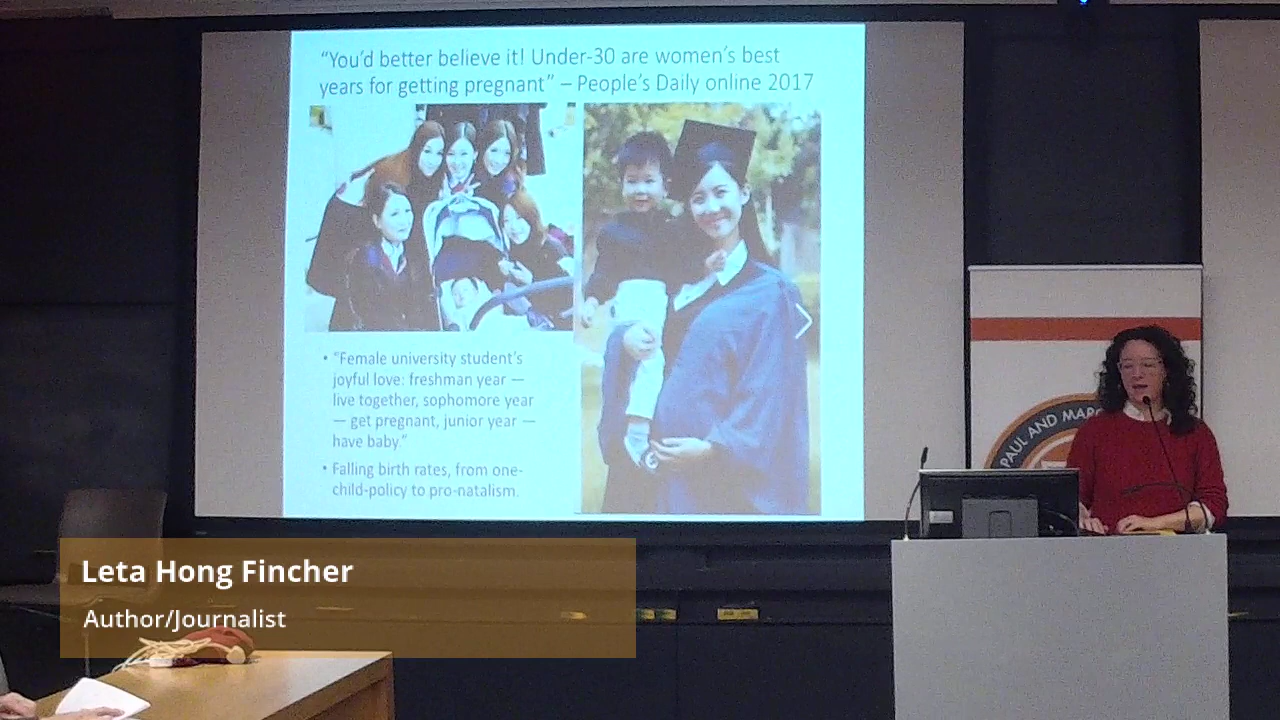 “You’d better believe it! Under-30 are women’s best
years for getting pregnant” – People’s Daily online 2017
• “Female university student’s
joyful love: freshman year —
live together, sophomore year
— get pregnant, junior year —
have baby.”
• Falling birth rates, from one-
child-policy to pro-natalism.
PAUL AND MARC
Leta Hong Fincher
Author/Journalist